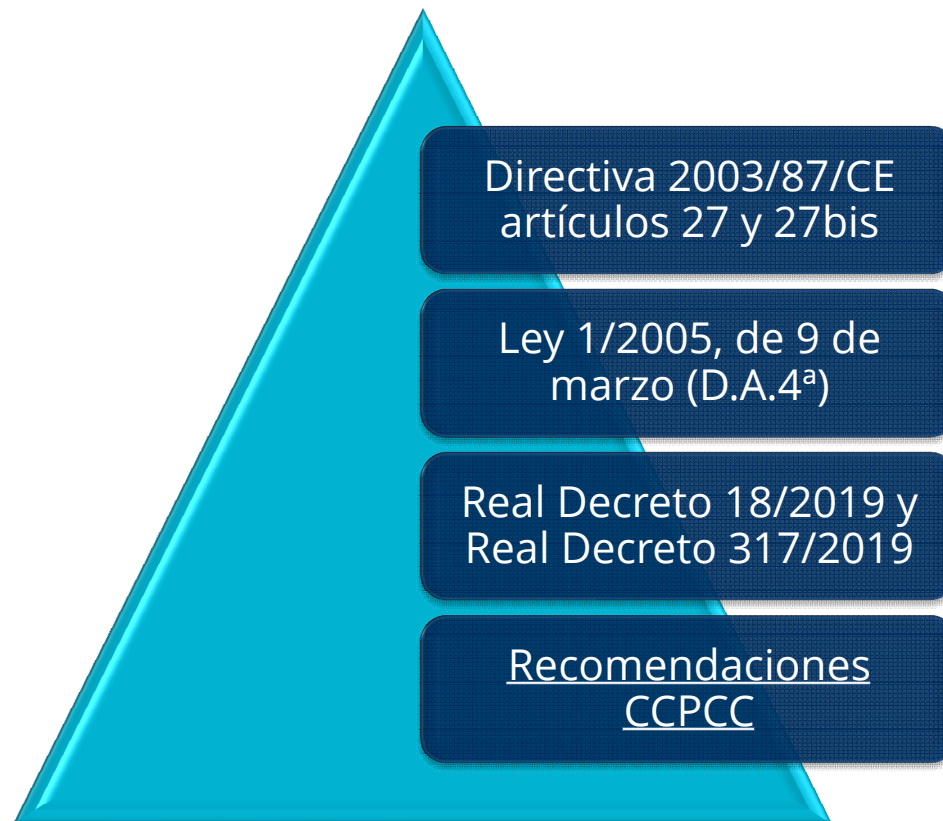 Directiva 2003/87/CE
artículos 27 y 27bis
Ley 1/2005, de 9 de
marzo (D.A.4ª)
Real Decreto 18/2019 y
Real Decreto 317/2019
Recomendaciones
CCPCC